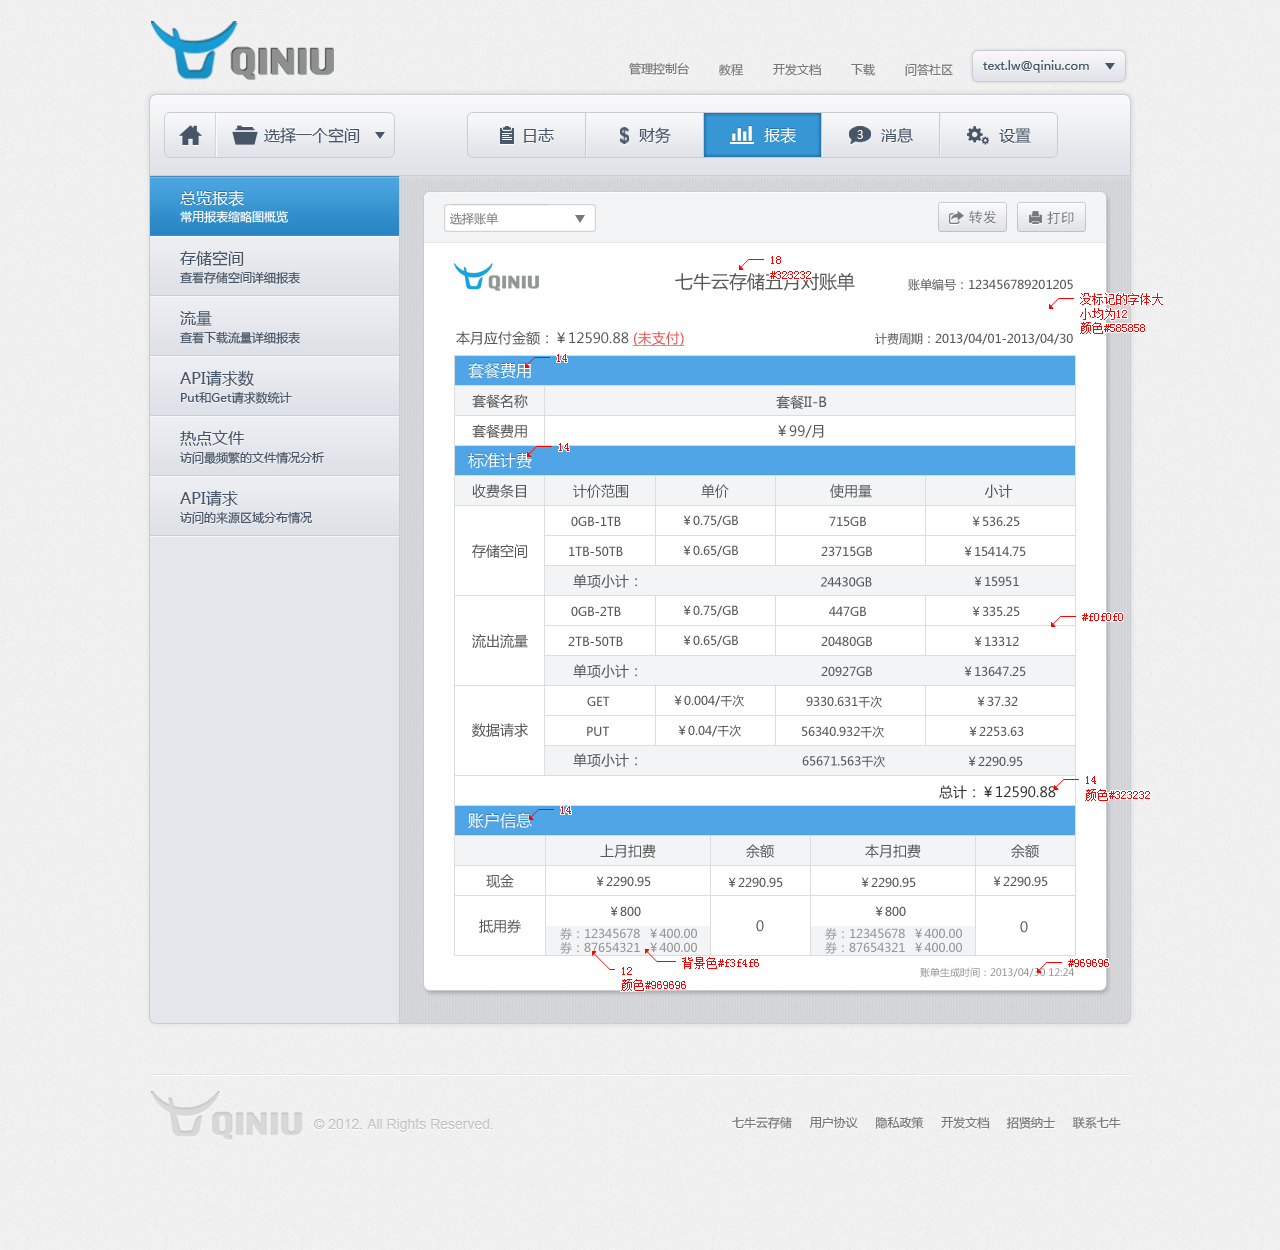 QINIU
管理控制台 教程 开发文档 下载 问答社区 text.lw@qiniu.com
选择一个空间 日志 财务 报表 3 消息 设置
总览报表
常用报表缩略图概览
存储空间
查看存储空间详细报表
流量
查看下载流量详细报表
API请求数
Put和Get请求数统计
热点文件
访问最频繁的文件情况分析
API请求
访问的来源区域分布情况
选择账单 转发 打印
18
#323232
QINIU 七牛云存储五月对账单 账单编号：123456789201205
没标记的字体大
小均为12
颜色#585858
本月应付金额：￥12590.88 (未支付) 计费周期：2013/04/01-2013/04/30
套餐费用 14
套餐名称 套餐II-B
套餐费用 ￥99/月
标准计费 14
收费条目 计价范围 单价 使用量 小计
0GB-1TB ￥0.75/GB 715GB ￥536.25
存储空间 1TB-50TB ￥0.65/GB 23715GB ￥15414.75
单项小计： 24430GB ￥15951
0GB-2TB ￥0.75/GB 447GB ￥335.25 #f0f0f0
流出流量 2TB-50TB ￥0.65/GB 20480GB ￥13312
单项小计： 20927GB ￥13647.25
GET ￥0.004/千次 9330.631千次 ￥37.32
数据请求 PUT ￥0.04/千次 56340.932千次 ￥2253.63
单项小计： 65671.563千次 ￥2290.95
总计：￥12590.88 14
颜色#323232
账户信息 14
上月扣费 余额 本月扣费 余额
现金 ￥2290.95 ￥2290.95 ￥2290.95 ￥2290.95
抵用券 ￥800 0 ￥800 0
券：12345678 ￥400.00 券：12345678 ￥400.00
券：87654321 ￥400.00 券：87654321 ￥400.00
背景色#f3f4f6 #969696
12
颜色#969696
账单生成时间：2013/04/30 12:24
QINIU © 2012. All Rights Reserved. 七牛云存储 用户协议 隐私政策 开发文档 招贤纳士 联系七牛